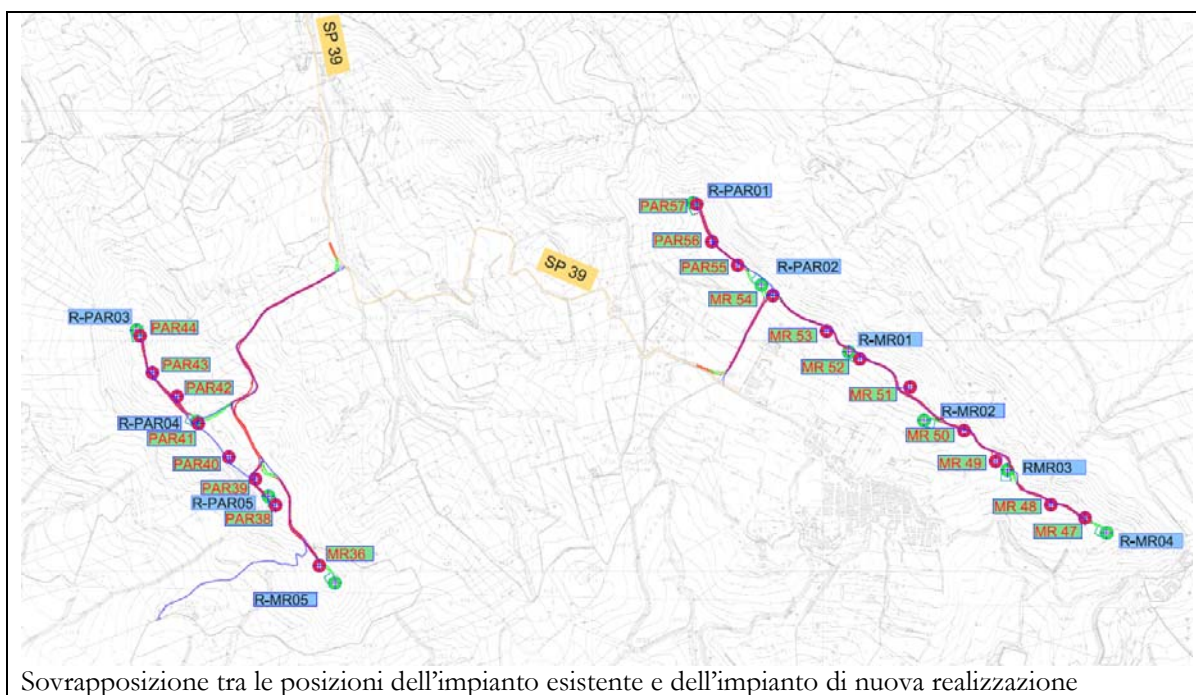 SP 39
R-PAR01
PAR57
PAR56
SP 39
PAR55
R-PAR02
MR 54
R-PAR03
PAR44
MR 53
R-MR01
MR 52
PAR43
PAR42
MR 51
R-PAR04
R-MR02
PAR41
MR 50
PAR40
MR 49
RMR03
PAR39
R-PAR05
MR 48
PAR38
MR 47
R-MR04
MR36
R-MR05
Sovrapposizione tra le posizioni dell'impianto esistente e dell'impianto di nuova realizzazione